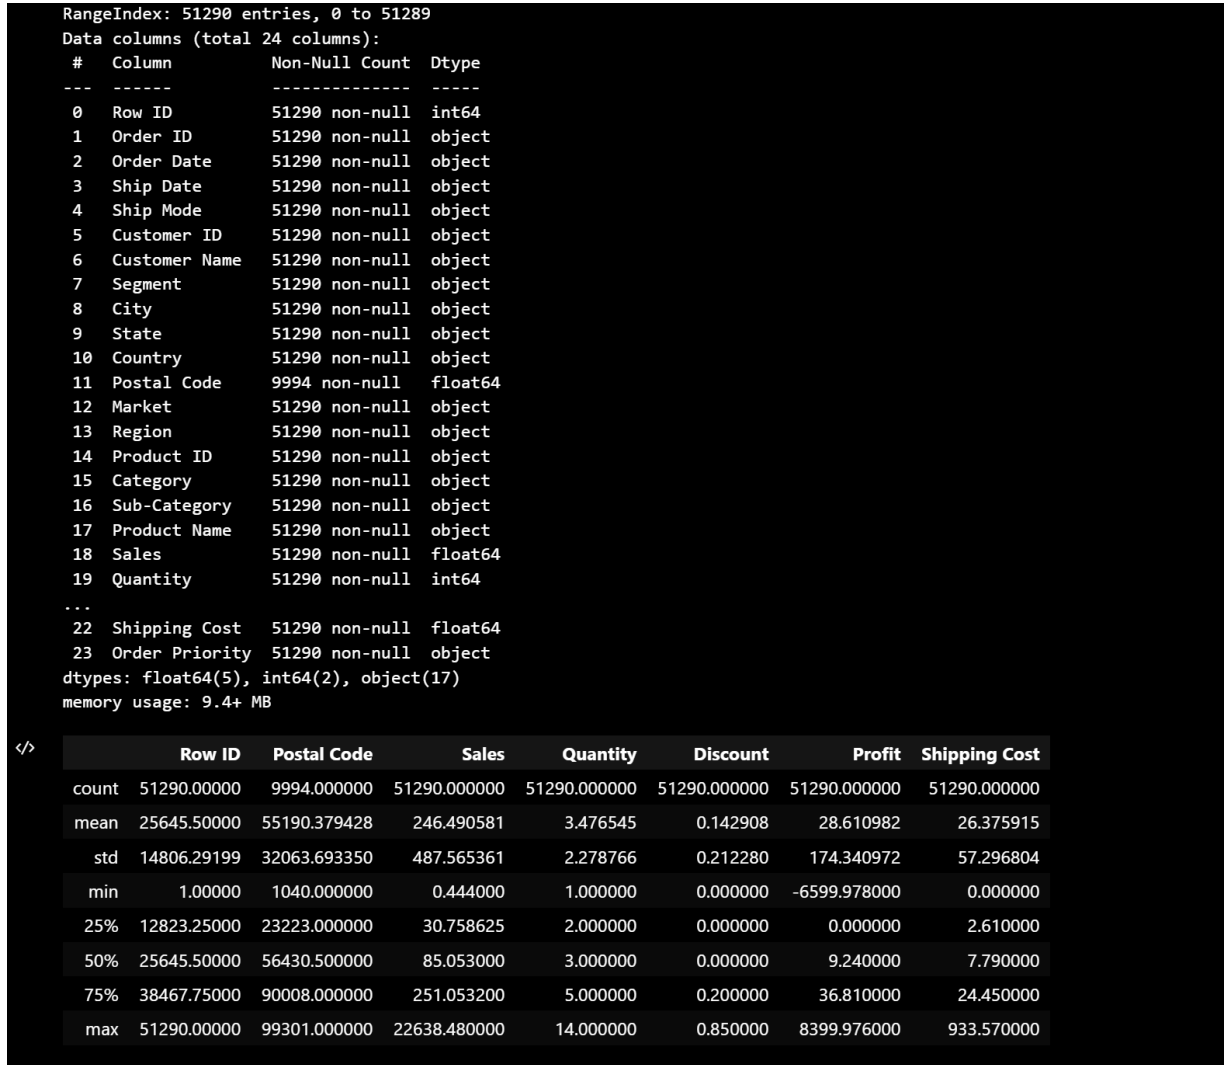 RangeIndex: 51290 entries, 0 to 51289
Data columns (total 24 columns):
 #   Column          Non-Null Count  Dtype
---  ------          --------------  -----
 0   Row ID          51290 non-null  int64
 1   Order ID        51290 non-null  object
 2   Order Date      51290 non-null  object
 3   Ship Date       51290 non-null  object
 4   Ship Mode       51290 non-null  object
 5   Customer ID     51290 non-null  object
 6   Customer Name   51290 non-null  object
 7   Segment         51290 non-null  object
 8   City            51290 non-null  object
 9   State           51290 non-null  object
 10  Country         51290 non-null  object
 11  Postal Code     9994 non-null   float64
 12  Market          51290 non-null  object
 13  Region          51290 non-null  object
 14  Product ID      51290 non-null  object
 15  Category        51290 non-null  object
 16  Sub-Category    51290 non-null  object
 17  Product Name    51290 non-null  object
 18  Sales           51290 non-null  float64
 19  Quantity        51290 non-null  int64
...
 22  Shipping Cost   51290 non-null  float64
 23  Order Priority  51290 non-null  object
dtypes: float64(5), int64(2), object(17)
memory usage: 9.4+ MB
</> Row ID Postal Code Sales Quantity Discount Profit Shipping Cost
count 51290.00000 9994.000000 51290.000000 51290.000000 51290.000000 51290.000000 51290.000000
mean 25645.50000 55190.379428 246.490581 3.476545 0.142908 28.610982 26.375915
std 14806.29199 32063.693350 487.565361 2.278766 0.212280 174.340972 57.296804
min 1.00000 1040.000000 0.444000 1.000000 0.000000 -6599.978000 0.000000
25% 12823.25000 23223.000000 30.758625 2.000000 0.000000 0.000000 2.610000
50% 25645.50000 56430.500000 85.053000 3.000000 0.000000 9.240000 7.790000
75% 38467.75000 90008.000000 251.053200 5.000000 0.200000 36.810000 24.450000
max 51290.00000 99301.000000 22638.480000 14.000000 0.850000 8399.976000 933.570000